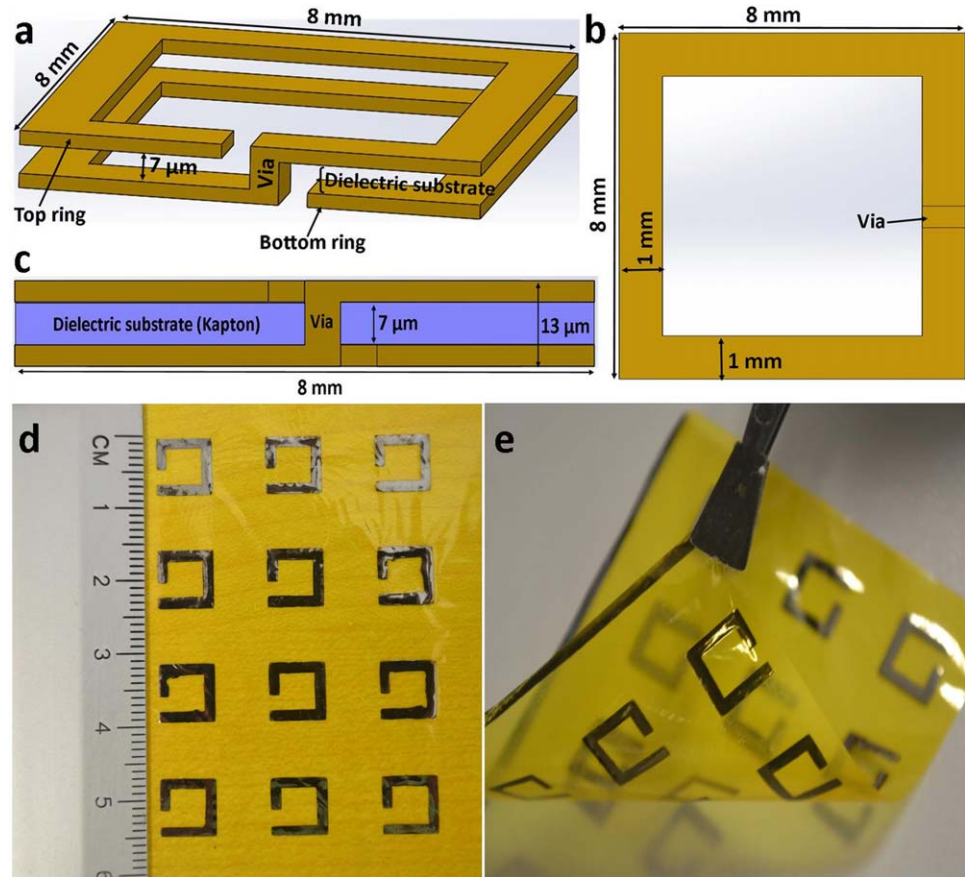 a
8 mm
8 mm
7 μm
Via
Dielectric substrate
Top ring
Bottom ring
b
8 mm
8 mm
1 mm
Via
1 mm
c
Dielectric substrate (Kapton)
Via
7 μm
13 μm
8 mm
d
CM
1
2
3
4
5
6
e